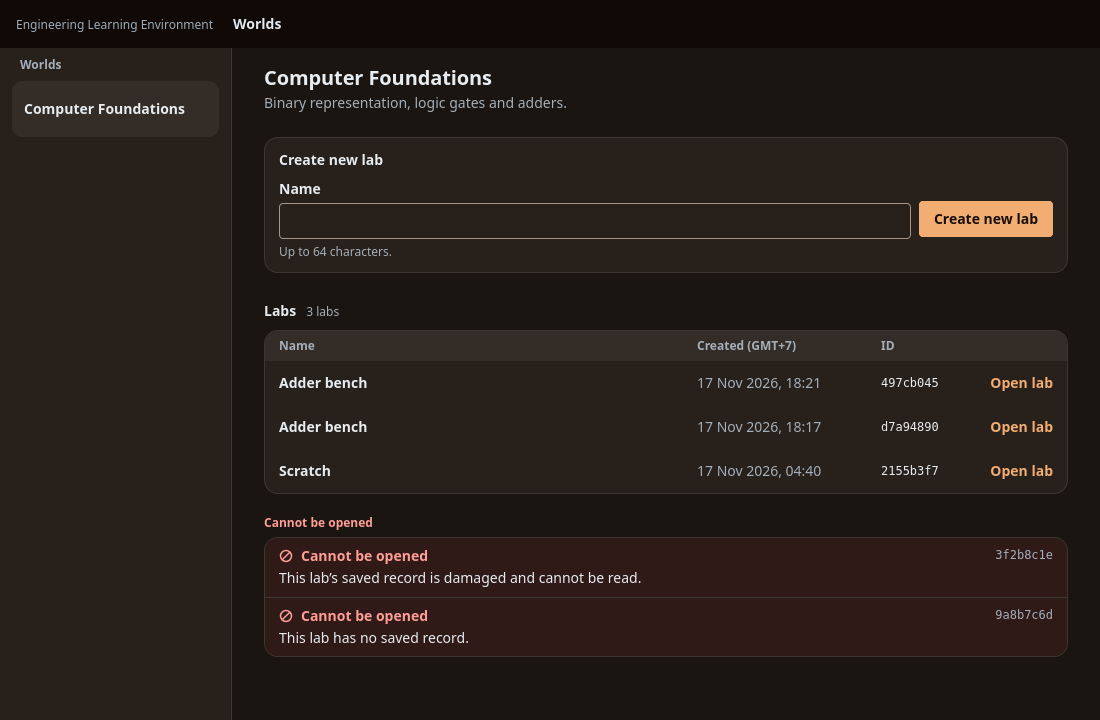 Engineering Learning Environment Worlds
Worlds
Computer Foundations
Computer Foundations
Binary representation, logic gates and adders.
Create new lab
Name
Create new lab
Up to 64 characters.
Labs 3 labs
Name Created (GMT+7) ID
Adder bench 17 Nov 2026, 18:21 497cb045 Open lab
Adder bench 17 Nov 2026, 18:17 d7a94890 Open lab
Scratch 17 Nov 2026, 04:40 2155b3f7 Open lab
Cannot be opened
Cannot be opened 3f2b8c1e
This lab’s saved record is damaged and cannot be read.
Cannot be opened 9a8b7c6d
This lab has no saved record.